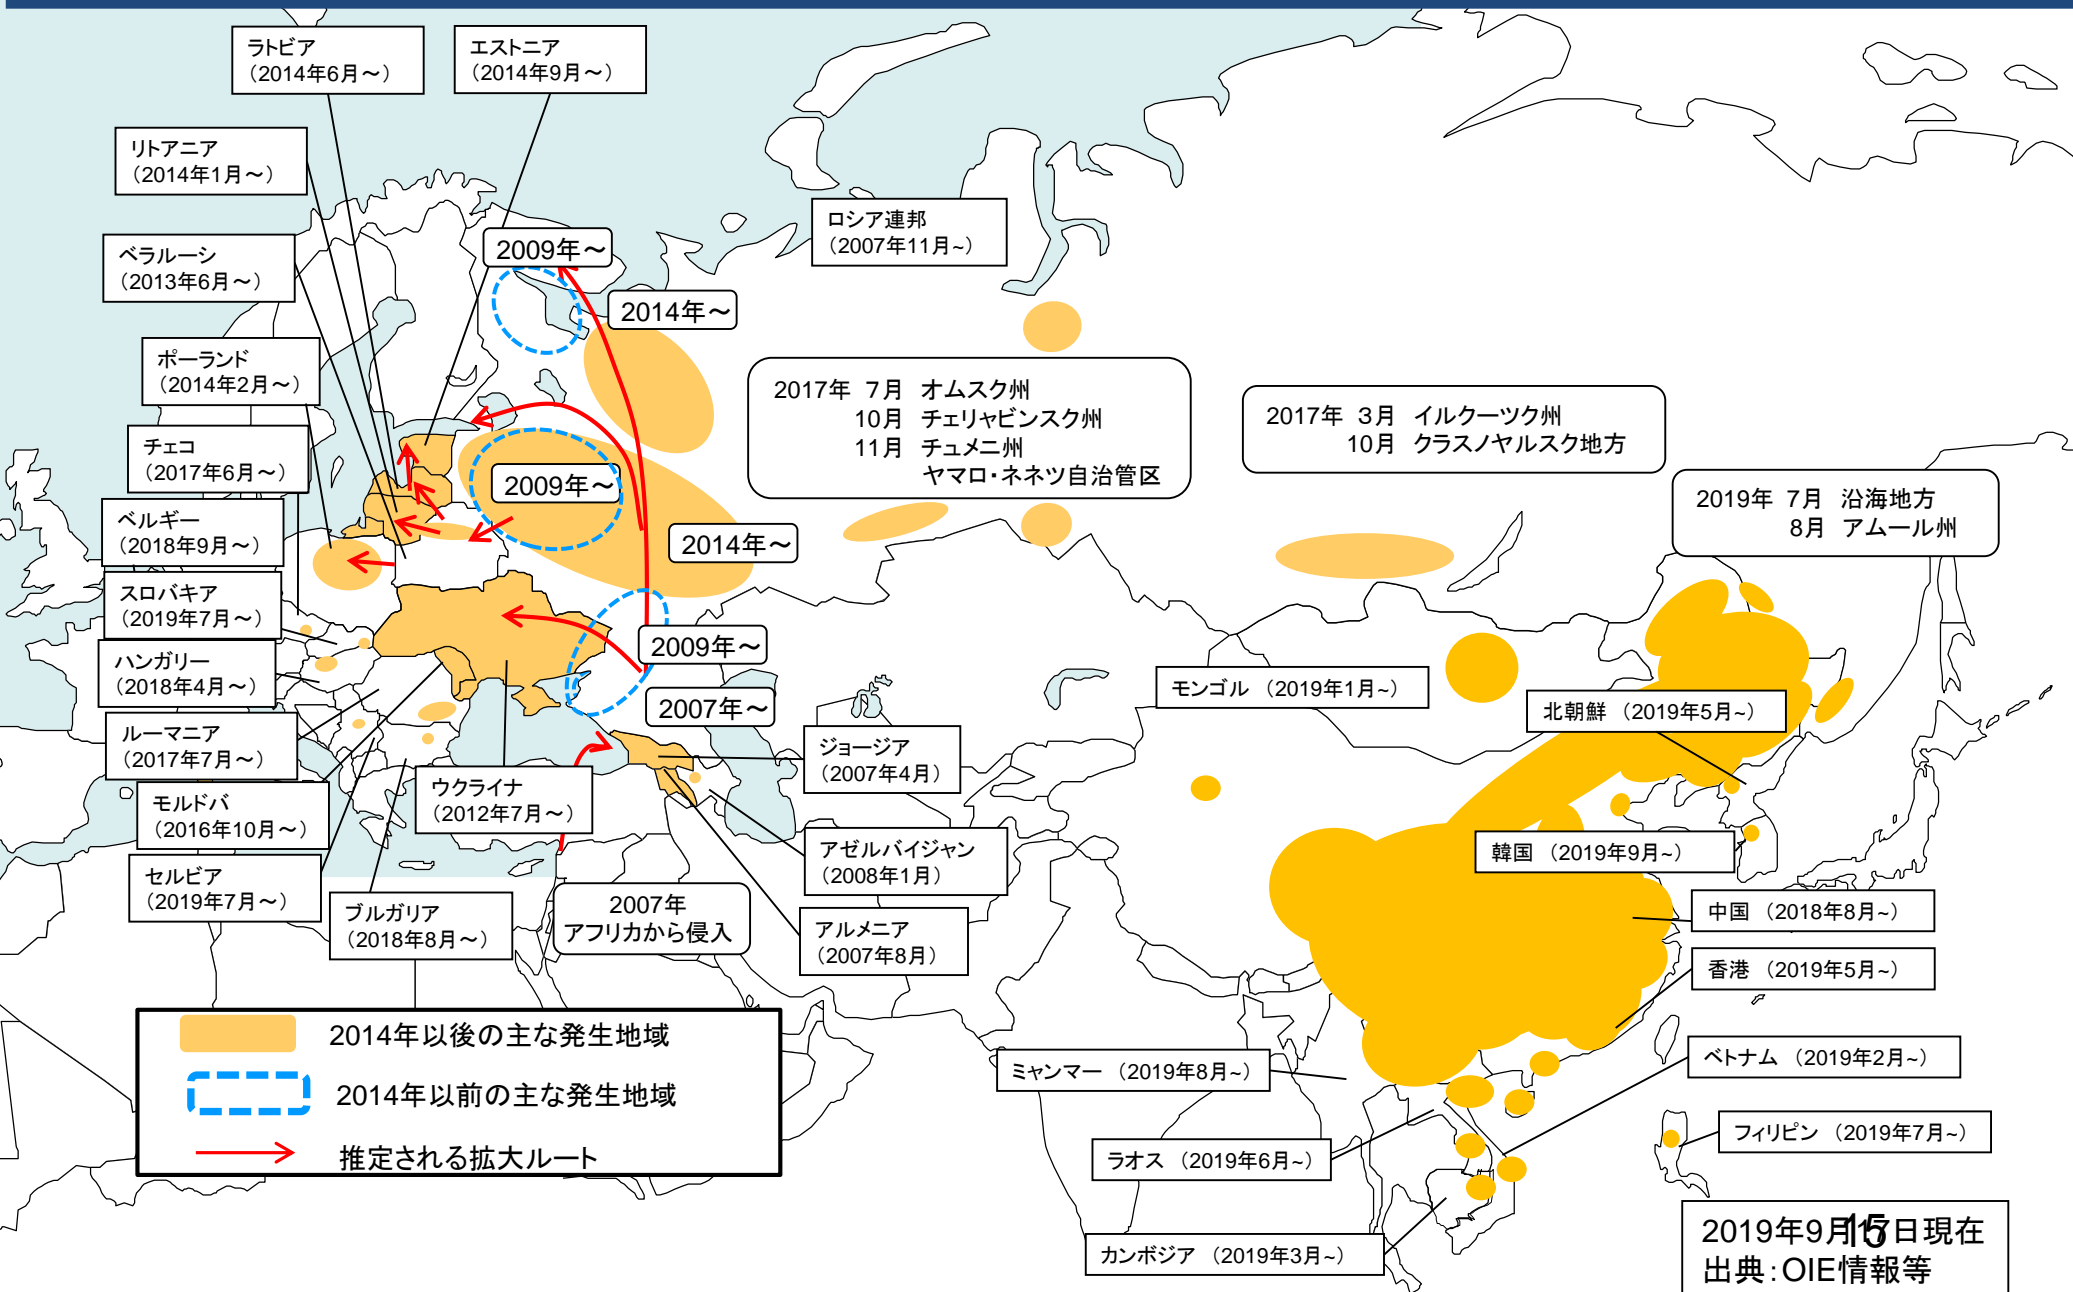 ラトビア
（2014年6月～）
エストニア
（2014年9月～）
リトアニア
（2014年1月～）
ロシア連邦
（2007年11月~）
ベラルーシ
（2013年6月～）
2009年～
2014年～
ポーランド
（2014年2月～）
2017年 7月 オムスク州
10月 チェリャビンスク州
11月 チュメニ州
ヤマロ・ネネツ自治管区
2017年 3月 イルクーツク州
10月 クラスノヤルスク地方
チェコ
（2017年6月～）
2009年～
2019年 7月 沿海地方
8月 アムール州
ベルギー
（2018年9月～）
2014年～
スロバキア
（2019年7月～）
2009年～
ハンガリー
（2018年4月～）
モンゴル （2019年1月~）
2007年～
北朝鮮 （2019年5月~）
ルーマニア
（2017年7月～）
ジョージア
（2007年4月）
モルドバ
（2016年10月～）
ウクライナ
（2012年7月～）
アゼルバイジャン
（2008年1月）
韓国 （2019年9月~）
セルビア
（2019年7月～）
ブルガリア
（2018年8月～）
2007年
アフリカから侵入
アルメニア
（2007年8月）
中国 （2018年8月~）
香港 （2019年5月~）
2014年以後の主な発生地域
2014年以前の主な発生地域
推定される拡大ルート
ミャンマー （2019年8月~）
ベトナム （2019年2月~）
フィリピン （2019年7月~）
ラオス （2019年6月~）
カンボジア （2019年3月~）
2019年9月17日現在
出典：OIE情報等
15